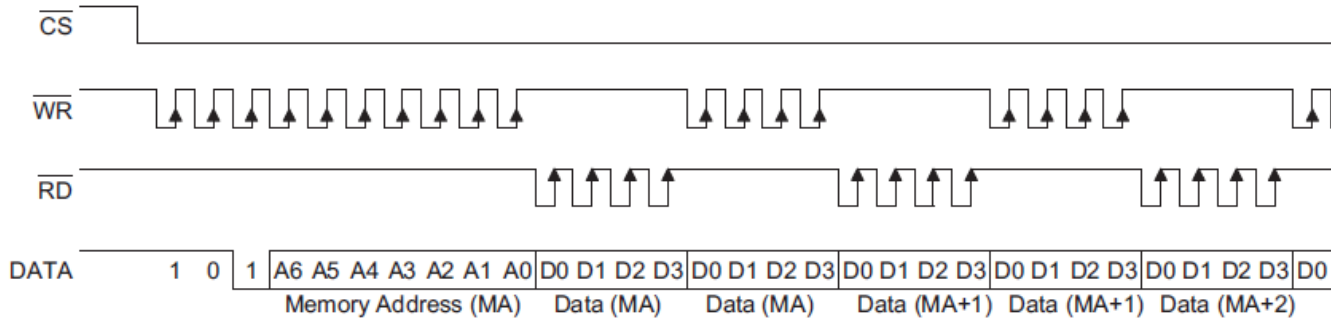 CS
WR
RD
DATA 1 0 1 A6 A5 A4 A3 A2 A1 A0 D0 D1 D2 D3 D0 D1 D2 D3 D0 D1 D2 D3 D0 D1 D2 D3 D0 D1 D2 D3 D0
Memory Address (MA) Data (MA) Data (MA) Data (MA+1) Data (MA+1) Data (MA+2)